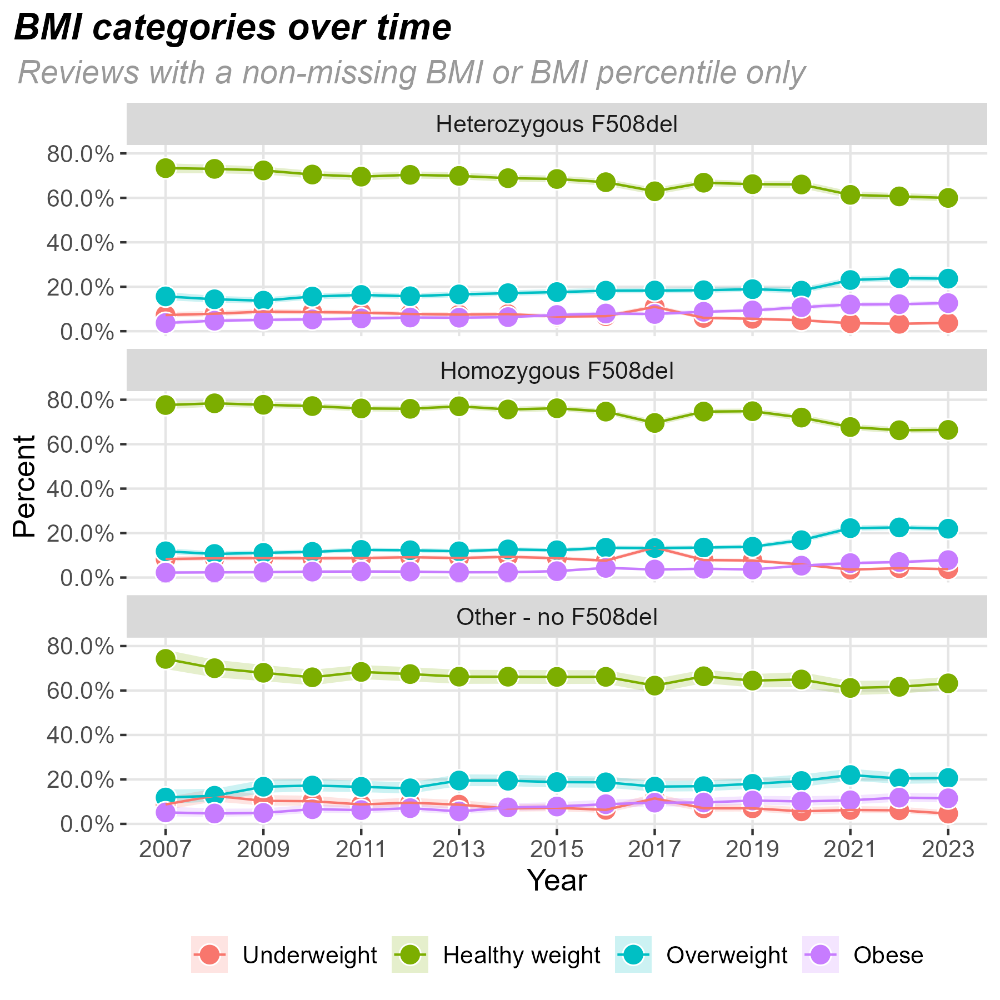 BMI categories over time
Reviews with a non-missing BMI or BMI percentile only
Heterozygous F508del
80.0%
60.0%
40.0%
20.0%
0.0%
Homozygous F508del
80.0%
60.0%
40.0%
20.0%
0.0%
Percent
Other - no F508del
80.0%
60.0%
40.0%
20.0%
0.0%
2007 2009 2011 2013 2015 2017 2019 2021 2023
Year
Underweight Healthy weight Overweight Obese